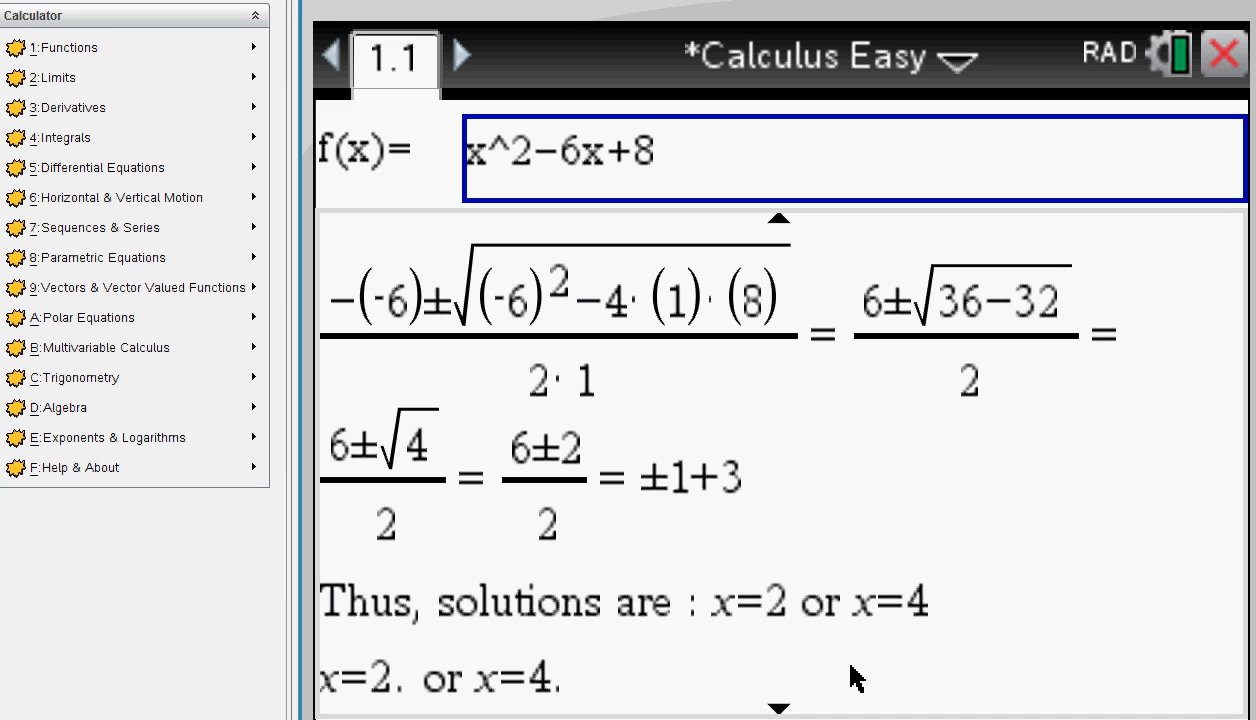 Calculator
1:Functions
2:Limits
3:Derivatives
4:Integrals
5:Differential Equations
6:Horizontal & Vertical Motion
7:Sequences & Series
8:Parametric Equations
9:Vectors & Vector Valued Functions
A:Polar Equations
B:Multivariable Calculus
C:Trigonometry
D:Algebra
E:Exponents & Logarithms
F:Help & About
1.1 *Calculus Easy RAD
f(x)= x^2−6x+8
−(-6)±√((-6)^2−4·(1)·(8)) / 2·1 = 6±√(36−32) / 2 =
6±√4 / 2 = 6±2 / 2 = ±1+3
Thus, solutions are : x=2 or x=4
x=2. or x=4.